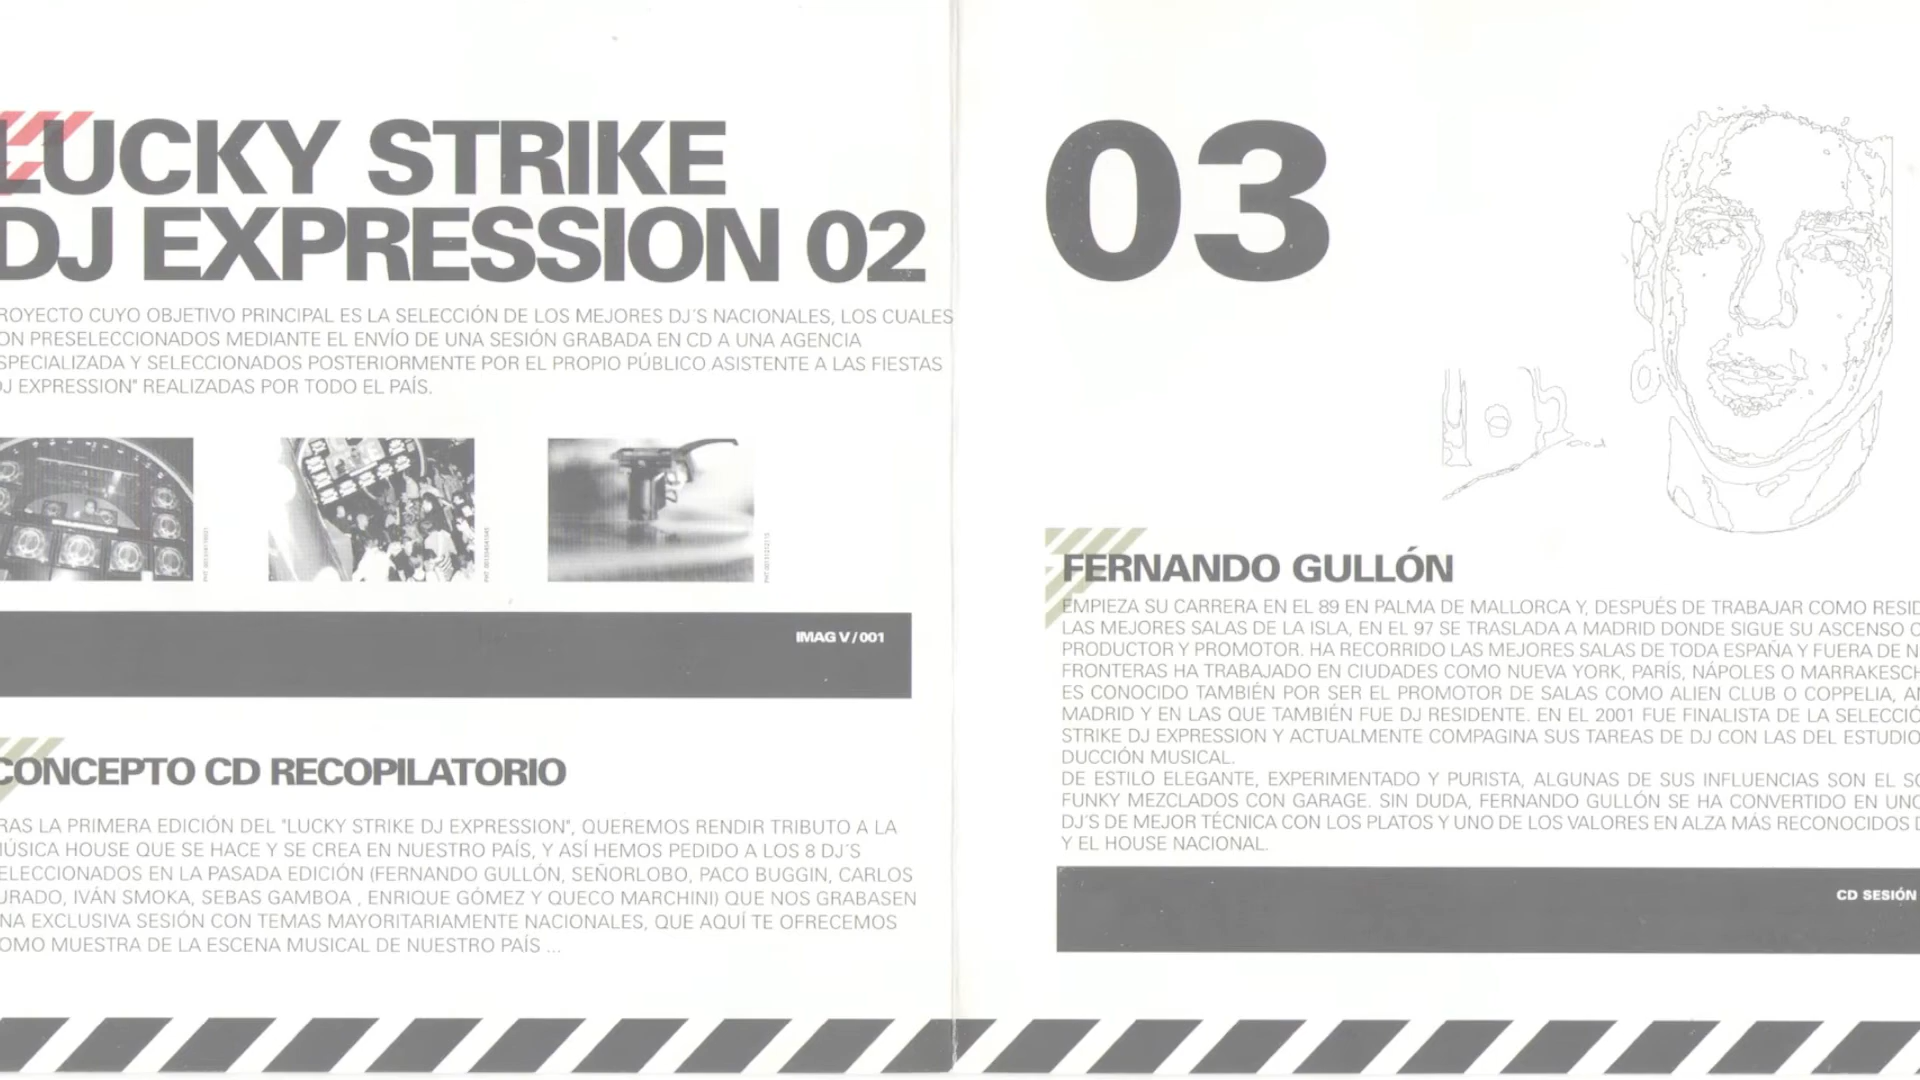 LUCKY STRIKE
DJ EXPRESSION 02
ROYECTO CUYO OBJETIVO PRINCIPAL ES LA SELECCIÓN DE LOS MEJORES DJ´S NACIONALES, LOS CUALES
ON PRESELECCIONADOS MEDIANTE EL ENVÍO DE UNA SESIÓN GRABADA EN CD A UNA AGENCIA
SPECIALIZADA Y SELECCIONADOS POSTERIORMENTE POR EL PROPIO PÚBLICO ASISTENTE A LAS FIESTAS
DJ EXPRESSION" REALIZADAS POR TODO EL PAÍS.
IMAG V / 001
CONCEPTO CD RECOPILATORIO
RAS LA PRIMERA EDICIÓN DEL "LUCKY STRIKE DJ EXPRESSION", QUEREMOS RENDIR TRIBUTO A LA
MÚSICA HOUSE QUE SE HACE Y SE CREA EN NUESTRO PAÍS, Y ASÍ HEMOS PEDIDO A LOS 8 DJ´S
ELECCIONADOS EN LA PASADA EDICIÓN (FERNANDO GULLÓN, SEÑORLOBO, PACO BUGGIN, CARLOS
URADO, IVÁN SMOKA, SEBAS GAMBOA , ENRIQUE GÓMEZ Y QUECO MARCHINI) QUE NOS GRABASEN
NA EXCLUSIVA SESIÓN CON TEMAS MAYORITARIAMENTE NACIONALES, QUE AQUÍ TE OFRECEMOS
OMO MUESTRA DE LA ESCENA MUSICAL DE NUESTRO PAÍS ...
03
FERNANDO GULLÓN
EMPIEZA SU CARRERA EN EL 89 EN PALMA DE MALLORCA Y, DESPUÉS DE TRABAJAR COMO RESID
LAS MEJORES SALAS DE LA ISLA, EN EL 97 SE TRASLADA A MADRID DONDE SIGUE SU ASCENSO C
PRODUCTOR Y PROMOTOR. HA RECORRIDO LAS MEJORES SALAS DE TODA ESPAÑA Y FUERA DE N
FRONTERAS HA TRABAJADO EN CIUDADES COMO NUEVA YORK, PARÍS, NÁPOLES O MARRAKESCH
ES CONOCIDO TAMBIÉN POR SER EL PROMOTOR DE SALAS COMO ALIEN CLUB O COPPELIA, AM
MADRID Y EN LAS QUE TAMBIÉN FUE DJ RESIDENTE. EN EL 2001 FUE FINALISTA DE LA SELECCIÓ
STRIKE DJ EXPRESSION Y ACTUALMENTE COMPAGINA SUS TAREAS DE DJ CON LAS DEL ESTUDIO
DUCCIÓN MUSICAL.
DE ESTILO ELEGANTE, EXPERIMENTADO Y PURISTA, ALGUNAS DE SUS INFLUENCIAS SON EL SO
FUNKY MEZCLADOS CON GARAGE. SIN DUDA, FERNANDO GULLÓN SE HA CONVERTIDO EN UNO
DJ'S DE MEJOR TÉCNICA CON LOS PLATOS Y UNO DE LOS VALORES EN ALZA MÁS RECONOCIDOS D
Y EL HOUSE NACIONAL.
CD SESIÓN